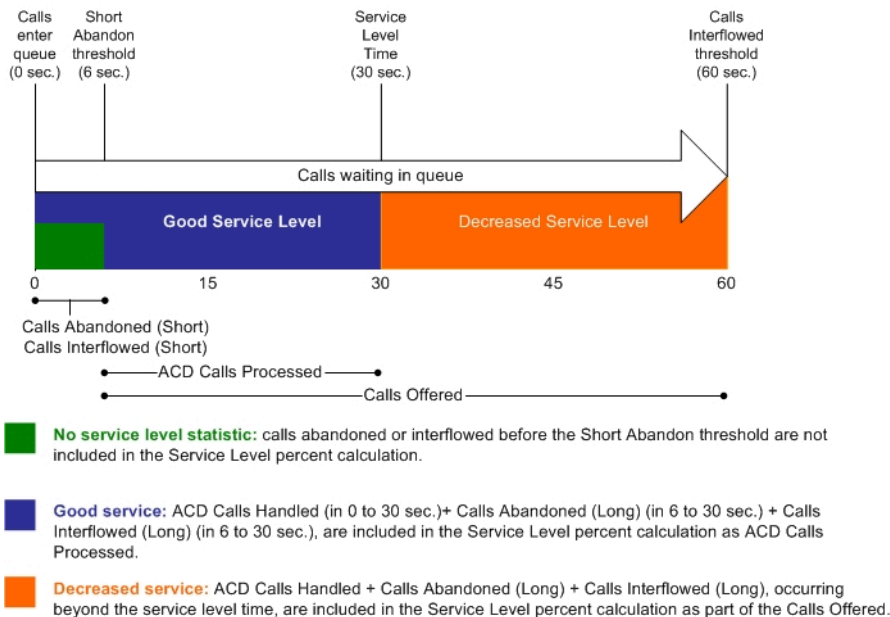 Calls
enter
queue
(0 sec.)
Short
Abandon
threshold
(6 sec.)
Service
Level
Time
(30 sec.)
Calls
Interflowed
threshold
(60 sec.)
Calls waiting in queue
Good Service Level
Decreased Service Level
0
15
30
45
60
Calls Abandoned (Short)
Calls Interflowed (Short)
ACD Calls Processed
Calls Offered
No service level statistic: calls abandoned or interflowed before the Short Abandon threshold are not
included in the Service Level percent calculation.
Good service: ACD Calls Handled (in 0 to 30 sec.)+ Calls Abandoned (Long) (in 6 to 30 sec.) + Calls
Interflowed (Long) (in 6 to 30 sec.), are included in the Service Level percent calculation as ACD Calls
Processed.
Decreased service: ACD Calls Handled + Calls Abandoned (Long) + Calls Interflowed (Long), occurring
beyond the service level time, are included in the Service Level percent calculation as part of the Calls Offered.